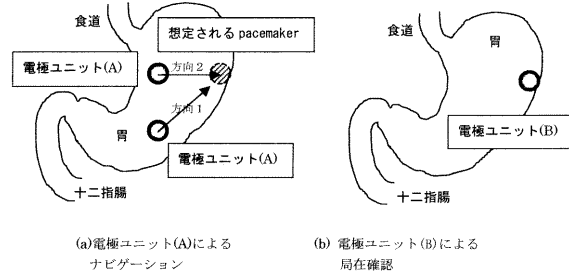 食道
想定される pacemaker
電極ユニット(A)
方向2
方向1
胃
電極ユニット(A)
十二指腸
(a)電極ユニット(A)による
ナビゲーション
食道
胃
電極ユニット(B)
十二指腸
(b) 電極ユニット(B)による
局在確認